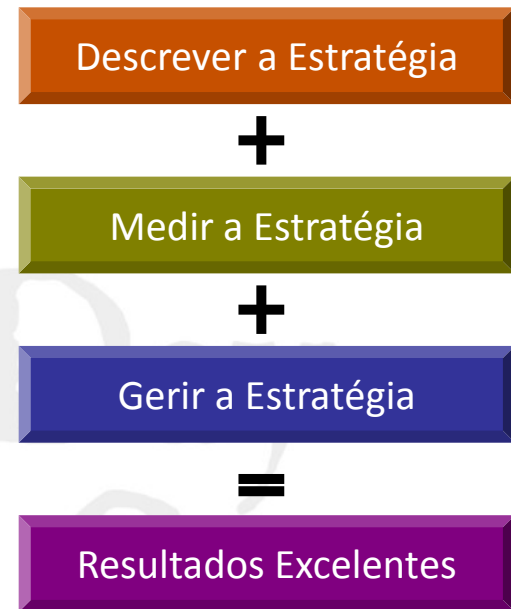 Descrever a Estratégia
+
Medir a Estratégia
+
Gerir a Estratégia
=
Resultados Excelentes